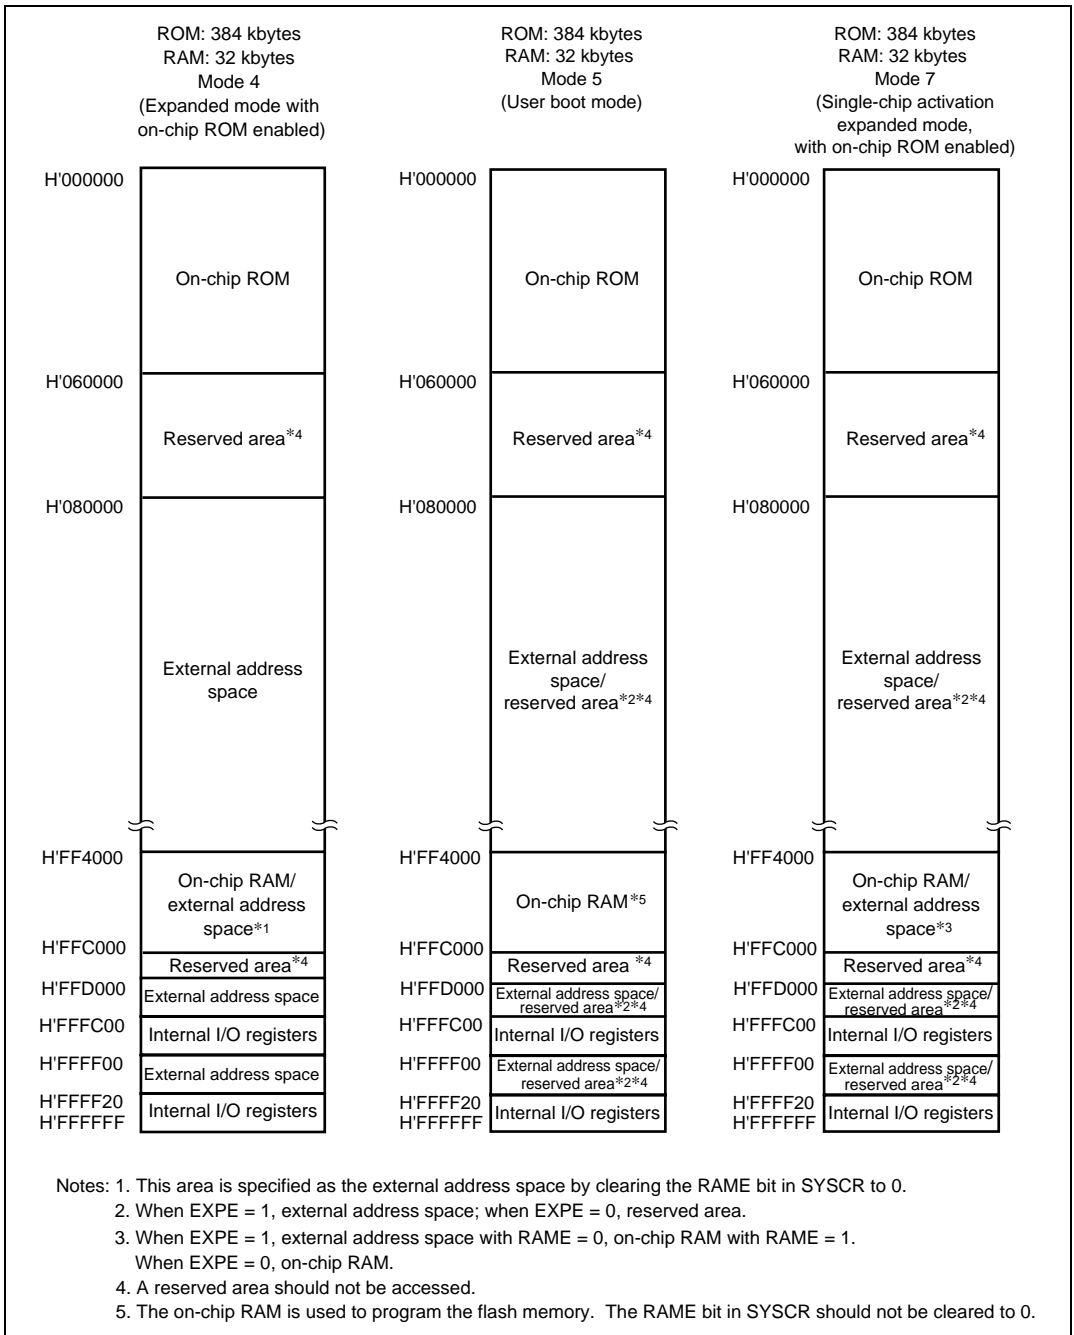 ROM: 384 kbytes
RAM: 32 kbytes
Mode 4
(Expanded mode with
on-chip ROM enabled)
H'000000
On-chip ROM
H'060000
Reserved area*4
H'080000
External address
space
H'FF4000
On-chip RAM/
external address
space*1
H'FFC000
Reserved area*4
H'FFD000
External address space
H'FFFC00
Internal I/O registers
H'FFFF00
External address space
H'FFFF20
Internal I/O registers
H'FFFFFF
ROM: 384 kbytes
RAM: 32 kbytes
Mode 5
(User boot mode)
H'000000
On-chip ROM
H'060000
Reserved area*4
H'080000
External address
space/
reserved area*2*4
H'FF4000
On-chip RAM*5
H'FFC000
Reserved area *4
H'FFD000
External address space/
reserved area*2*4
H'FFFC00
Internal I/O registers
H'FFFF00
External address space/
reserved area*2*4
H'FFFF20
Internal I/O registers
H'FFFFFF
ROM: 384 kbytes
RAM: 32 kbytes
Mode 7
(Single-chip activation
expanded mode,
with on-chip ROM enabled)
H'000000
On-chip ROM
H'060000
Reserved area*4
H'080000
External address
space/
reserved area*2*4
H'FF4000
On-chip RAM/
external address
space*3
H'FFC000
Reserved area*4
H'FFD000
External address space/
reserved area*2*4
H'FFFC00
Internal I/O registers
H'FFFF00
External address space/
reserved area*2*4
H'FFFF20
Internal I/O registers
H'FFFFFF
Notes: 1. This area is specified as the external address space by clearing the RAME bit in SYSCR to 0.
2. When EXPE = 1, external address space; when EXPE = 0, reserved area.
3. When EXPE = 1, external address space with RAME = 0, on-chip RAM with RAME = 1.
When EXPE = 0, on-chip RAM.
4. A reserved area should not be accessed.
5. The on-chip RAM is used to program the flash memory. The RAME bit in SYSCR should not be cleared to 0.